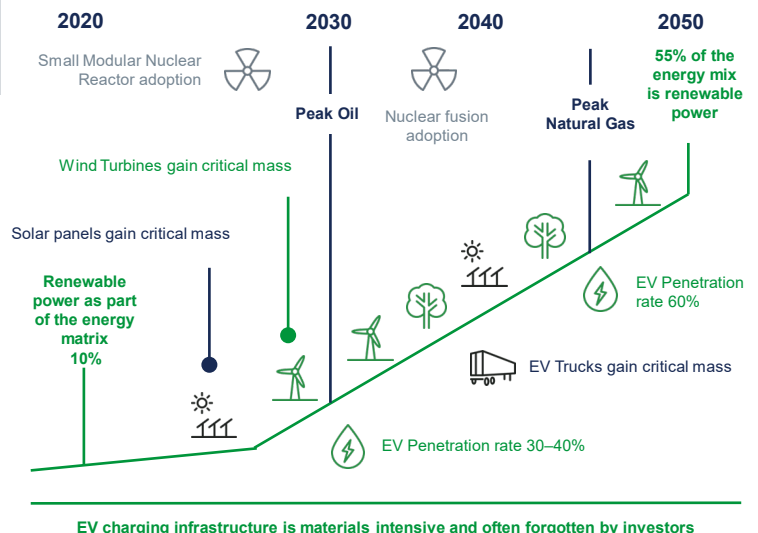 2020
2030
2040
2050
Small Modular Nuclear
Reactor adoption
Peak Oil
Nuclear fusion
adoption
Peak
Natural Gas
55% of the
energy mix
is renewable
power
Wind Turbines gain critical mass
Solar panels gain critical mass
Renewable
power as part
of the energy
matrix
10%
EV Penetration
rate 60%
EV Trucks gain critical mass
EV Penetration rate 30–40%
EV charging infrastructure is materials intensive and often forgotten by investors